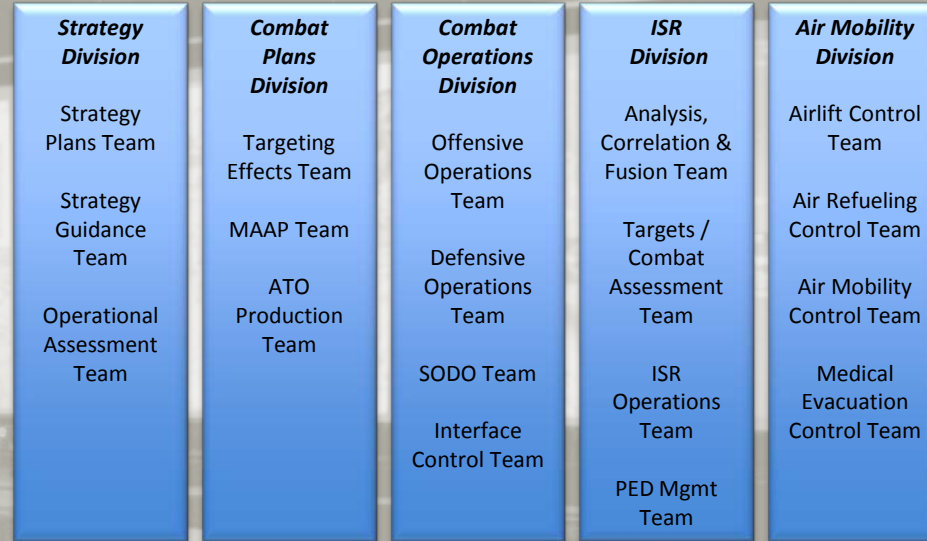 Strategy
Division
Strategy
Plans Team
Strategy
Guidance
Team
Operational
Assessment
Team
Combat
Plans
Division
Targeting
Effects Team
MAAP Team
ATO
Production
Team
Combat
Operations
Division
Offensive
Operations
Team
Defensive
Operations
Team
SODO Team
Interface
Control Team
ISR
Division
Analysis,
Correlation &
Fusion Team
Targets /
Combat
Assessment
Team
ISR
Operations
Team
PED Mgmt
Team
Air Mobility
Division
Airlift Control
Team
Air Refueling
Control Team
Air Mobility
Control Team
Medical
Evacuation
Control Team